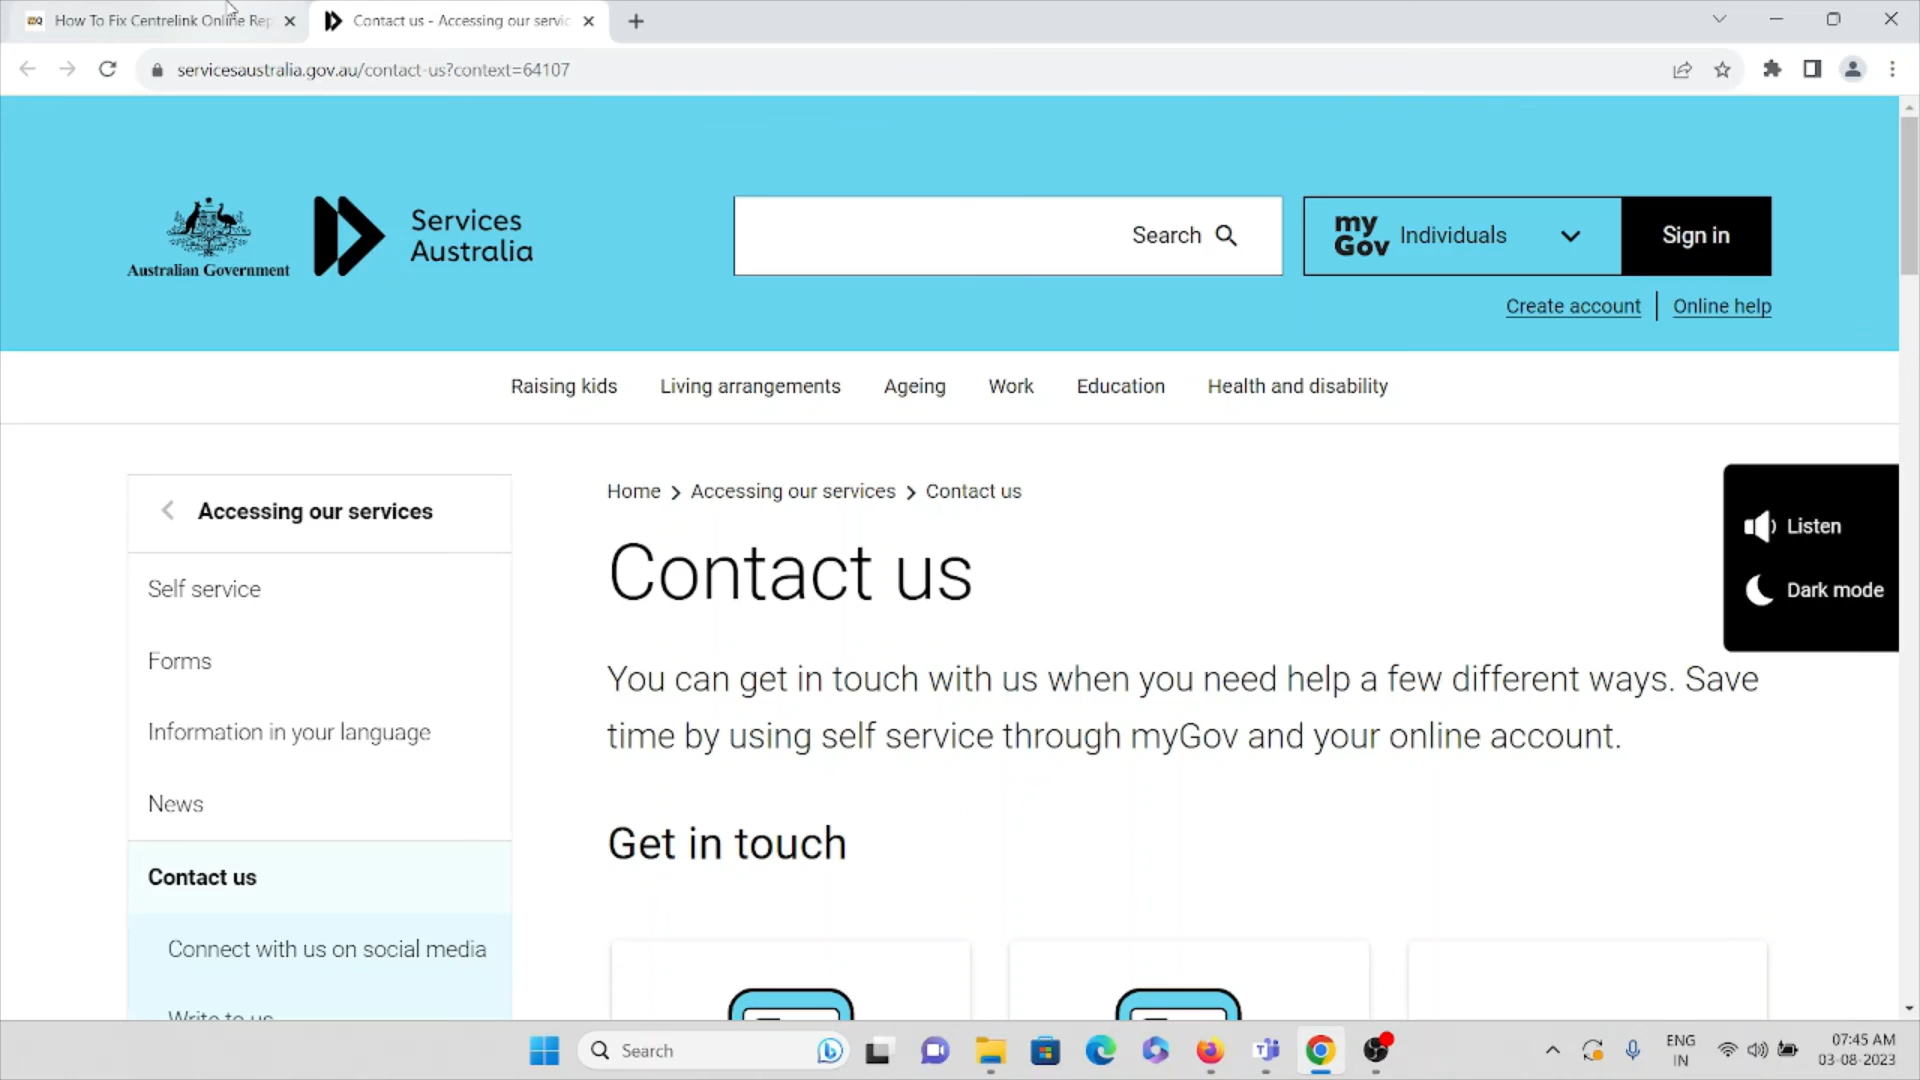 How To Fix Centrelink Online Rep
Contact us - Accessing our servic
servicesaustralia.gov.au/contact-us?context=64107
Australian Government
Services
Australia
Search
my
Gov
Individuals
Sign in
Create account
Online help
Raising kids
Living arrangements
Ageing
Work
Education
Health and disability
Accessing our services
Self service
Forms
Information in your language
News
Contact us
Connect with us on social media
Write to us
Home > Accessing our services > Contact us
Contact us
You can get in touch with us when you need help a few different ways. Save
time by using self service through myGov and your online account.
Get in touch
Listen
Dark mode
Search
ENG
IN
07:45 AM
03-08-2023